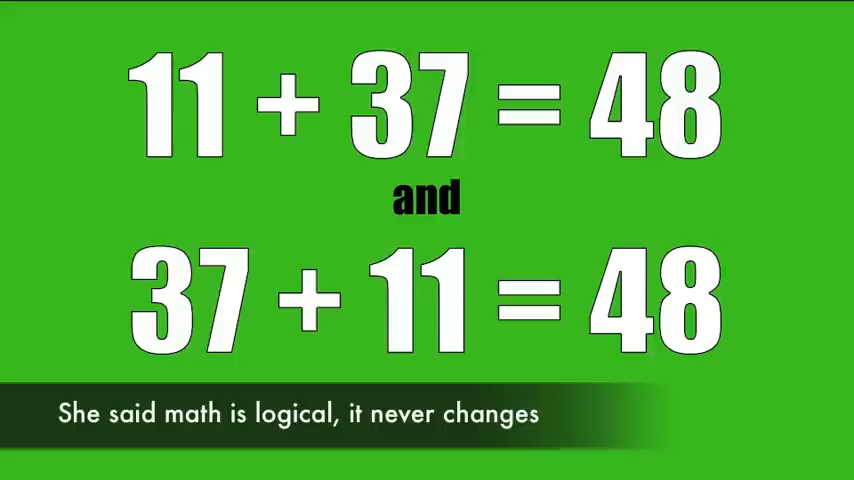 11 + 37 = 48
and
37 + 11 = 48
She said math is logical, it never changes